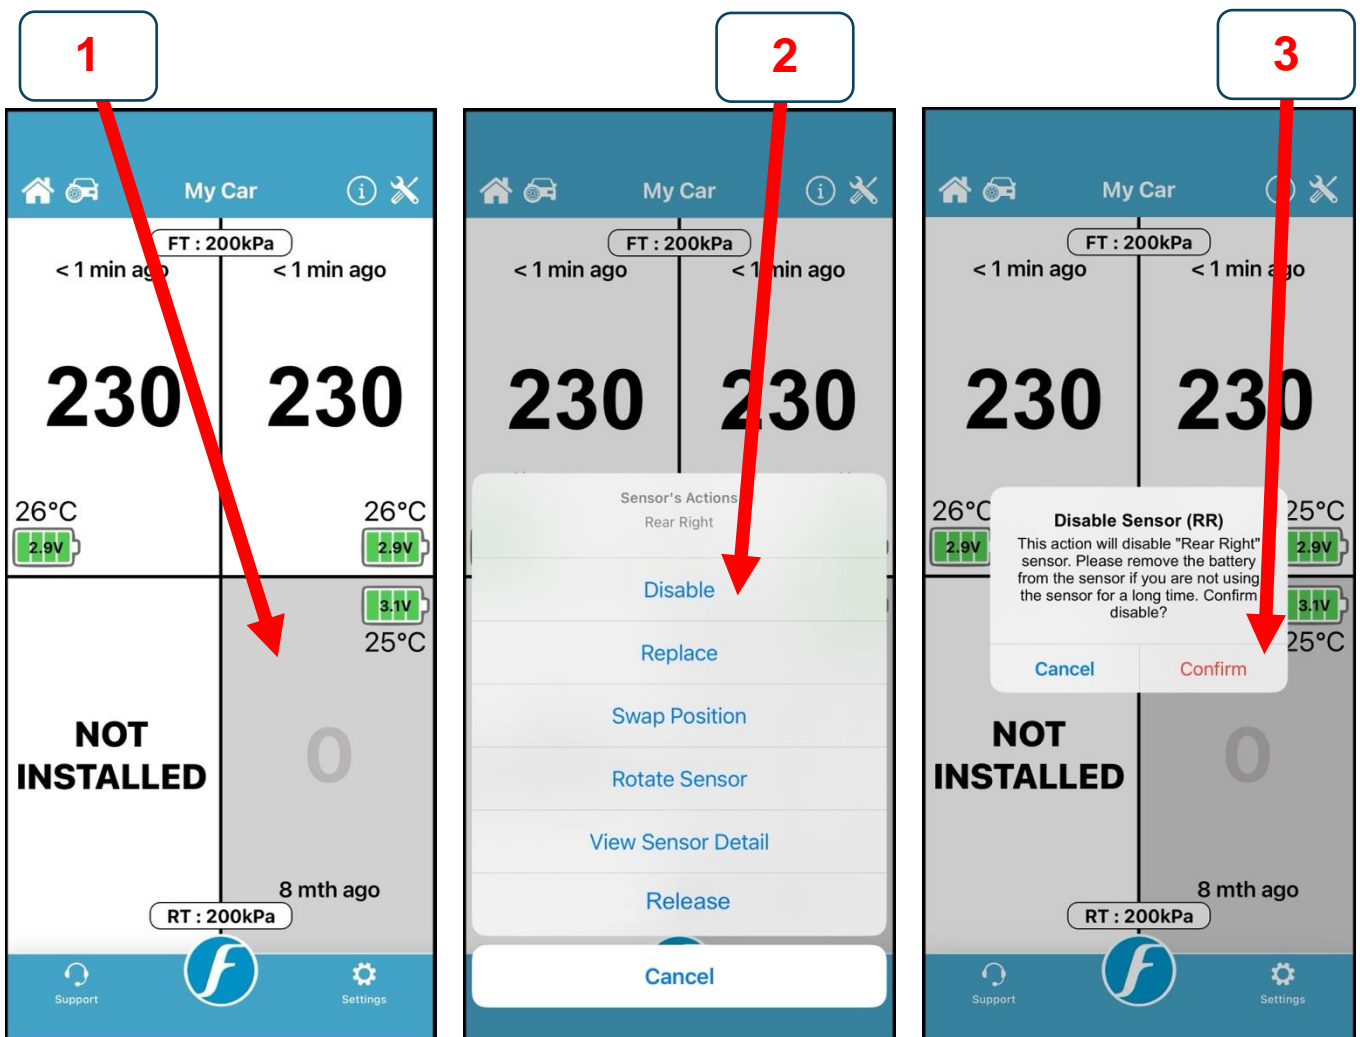 1
2
3
My Car
FT : 200kPa
< 1 min ago
< 1 min ago
230
230
26°C
26°C
2.9V
2.9V
3.1V
25°C
NOT
INSTALLED
0
8 mth ago
RT : 200kPa
Support
Settings
My Car
FT : 200kPa
< 1 min ago
< 1 min ago
230
230
Sensor's Actions
Rear Right
Disable
Replace
Swap Position
Rotate Sensor
View Sensor Detail
Release
Cancel
My Car
FT : 200kPa
< 1 min ago
< 1 min ago
230
230
26°C
25°C
2.9V
2.9V
Disable Sensor (RR)
This action will disable "Rear Right"
sensor. Please remove the battery
from the sensor if you are not using
the sensor for a long time. Confirm
disable?
Cancel
Confirm
3.1V
25°C
NOT
INSTALLED
0
8 mth ago
RT : 200kPa
Support
Settings